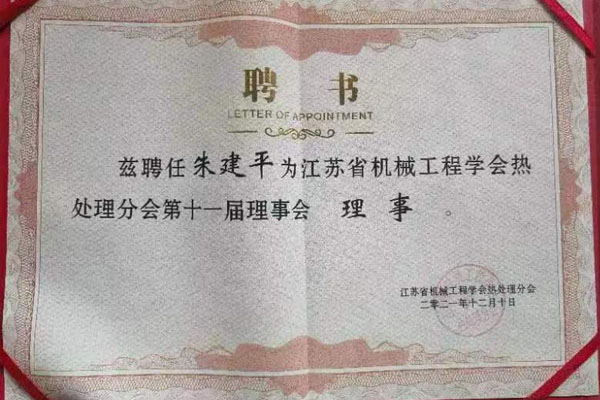 聘 书
LETTER OF APPOINTMENT
兹聘任朱建平为江苏省机械工程学会热
处理分会第十一届理事会 理事 。
江苏省机械工程学会热处理分会
二零二一年十二月十日